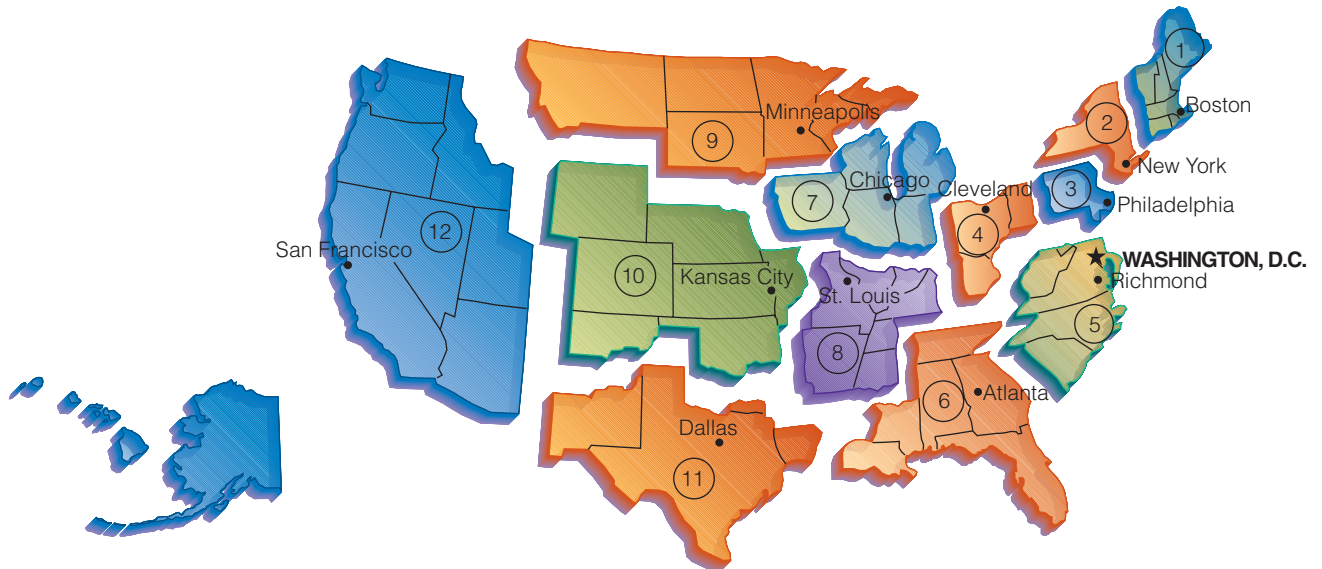 1
Boston
2
New York
3
Philadelphia
Minneapolis
9
7
Chicago
Cleveland
4
12
San Francisco
WASHINGTON, D.C.
Richmond
5
10
Kansas City
St. Louis
8
6
Atlanta
Dallas
11